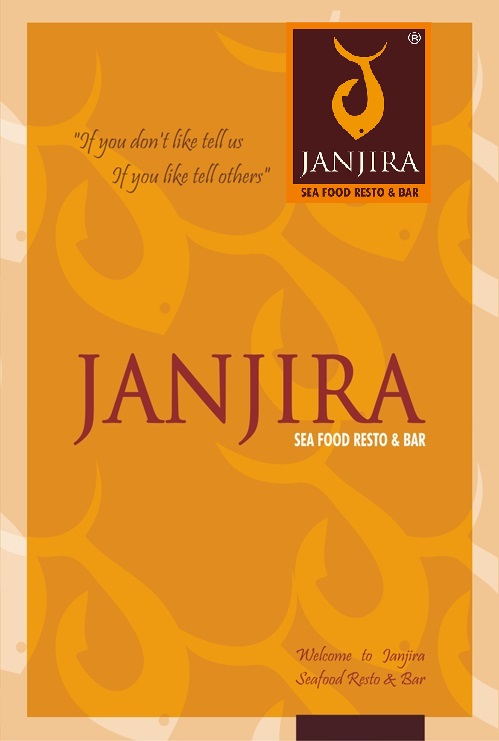 ®
JANJIRA
SEA FOOD RESTO & BAR
"If you don't like tell us
If you like tell others"
JANJIRA
SEA FOOD RESTO & BAR
Welcome to Janjira
Seafood Resto & Bar